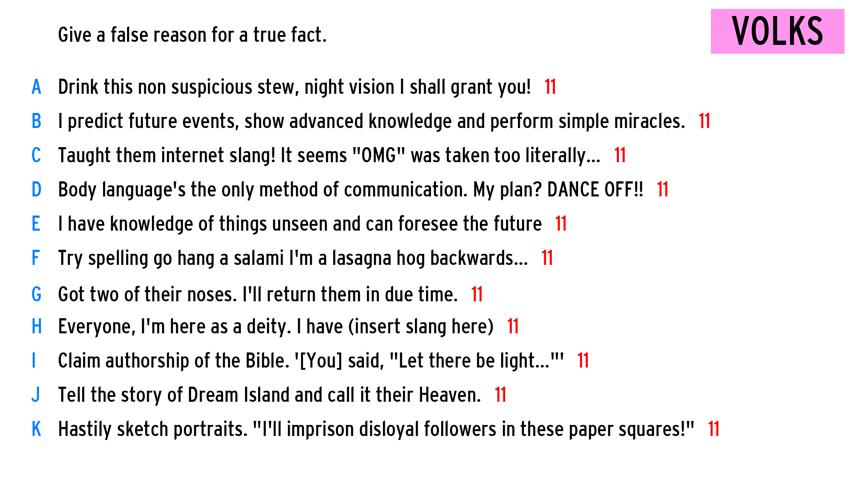 Give a false reason for a true fact.
VOLKS
A Drink this non suspicious stew, night vision I shall grant you! 11
B I predict future events, show advanced knowledge and perform simple miracles. 11
C Taught them internet slang! It seems "OMG" was taken too literally... 11
D Body language's the only method of communication. My plan? DANCE OFF!! 11
E I have knowledge of things unseen and can foresee the future 11
F Try spelling go hang a salami I'm a lasagna hog backwards... 11
G Got two of their noses. I'll return them in due time. 11
H Everyone, I'm here as a deity. I have (insert slang here) 11
I Claim authorship of the Bible. '[You] said, "Let there be light..."' 11
J Tell the story of Dream Island and call it their Heaven. 11
K Hastily sketch portraits. "I'll imprison disloyal followers in these paper squares!" 11